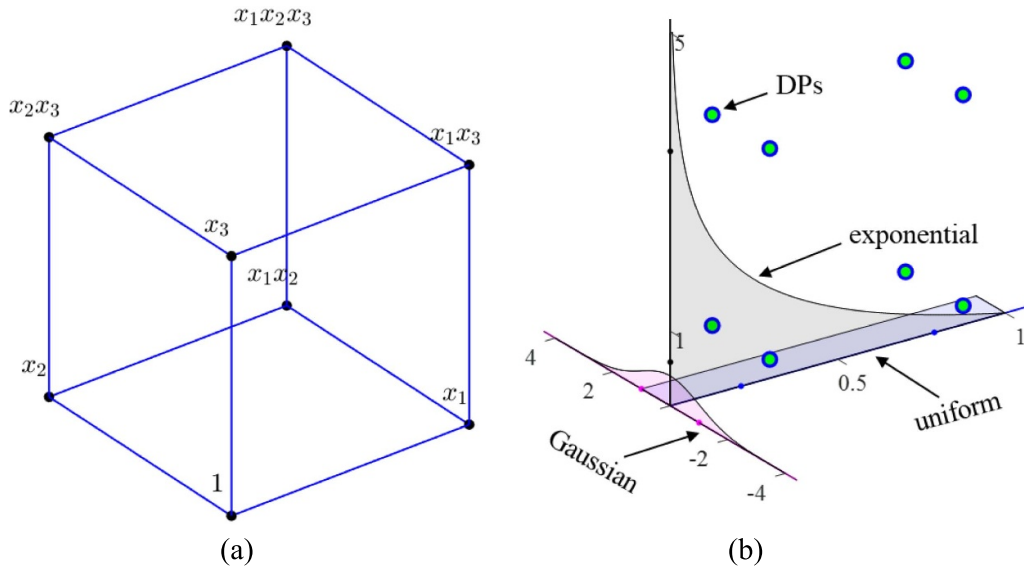 x₁x₂x₃
x₂x₃
x₁x₃
x₃
x₁x₂
x₂
x₁
1
(a)
5
DPs
exponential
1
1
4
2
0.5
uniform
Gaussian
-2
-4
(b)